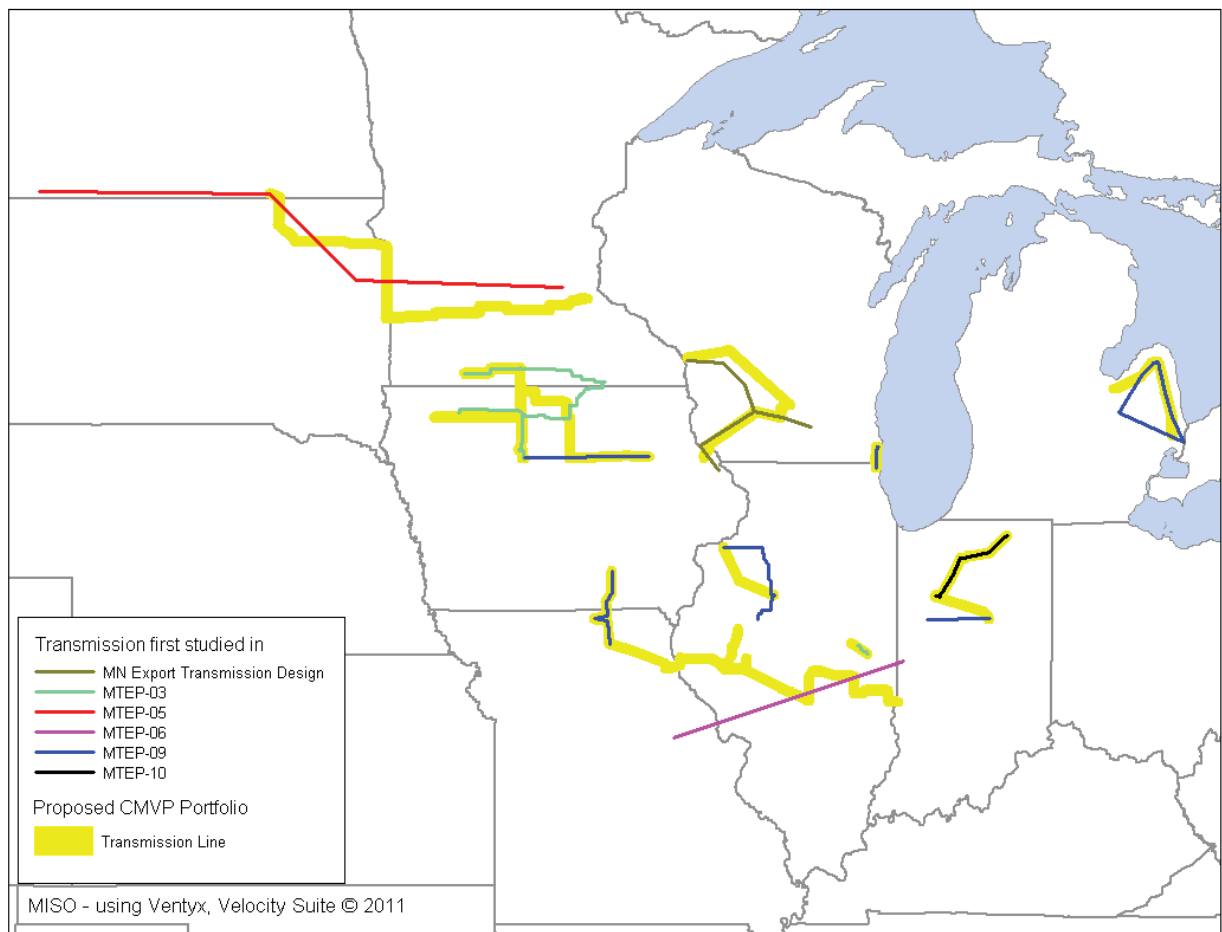 Transmission first studied in
MN Export Transmission Design
MTEP-03
MTEP-05
MTEP-06
MTEP-09
MTEP-10
Proposed CMVP Portfolio
Transmission Line
MISO - using Ventyx, Velocity Suite © 2011